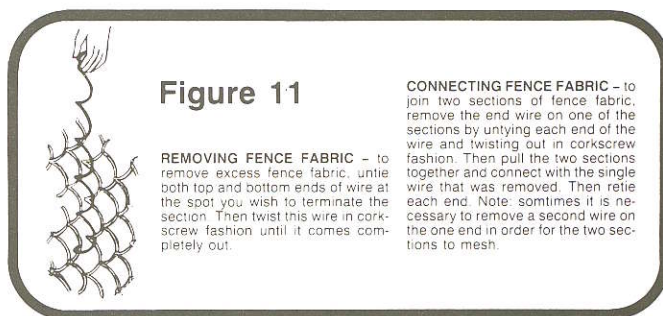 Figure 11
REMOVING FENCE FABRIC – to
remove excess fence fabric, untie
both top and bottom ends of wire at
the spot you wish to terminate the
section. Then twist this wire in cork-
screw fashion until it comes com-
pletely out.
CONNECTING FENCE FABRIC – to
join two sections of fence fabric,
remove the end wire on one of the
sections by untying each end of the
wire and twisting out in corkscrew
fashion. Then pull the two sections
together and connect with the single
wire that was removed. Then retie
each end. Note: somtimes it is ne-
cessary to remove a second wire on
the one end in order for the two sec-
tions to mesh.